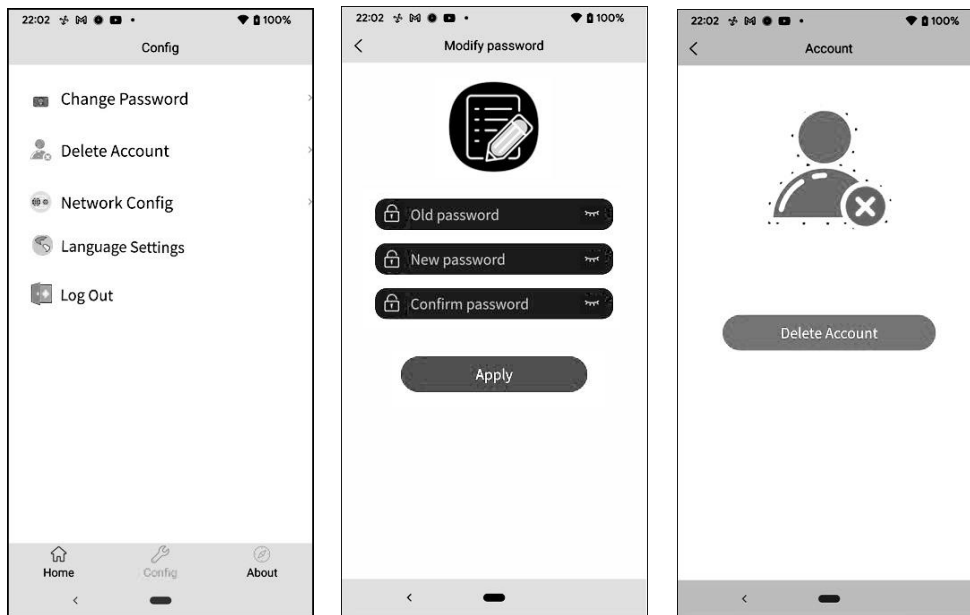 22:02 100%
Config
Change Password
Delete Account
Network Config
Language Settings
Log Out
Home Config About
22:02 100%
Modify password
Old password
New password
Confirm password
Apply
22:02 100%
Account
Delete Account